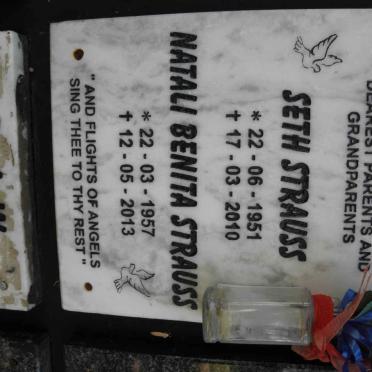 DEAREST PARENTS AND
GRANDPARENTS
SETH STRAUSS
* 22 - 06 - 1951
† 17 - 03 - 2010
NATALI BENITA STRAUSS
* 22 - 03 - 1957
† 12 - 05 - 2013
" AND FLIGHTS OF ANGELS
SING THEE TO THY REST "